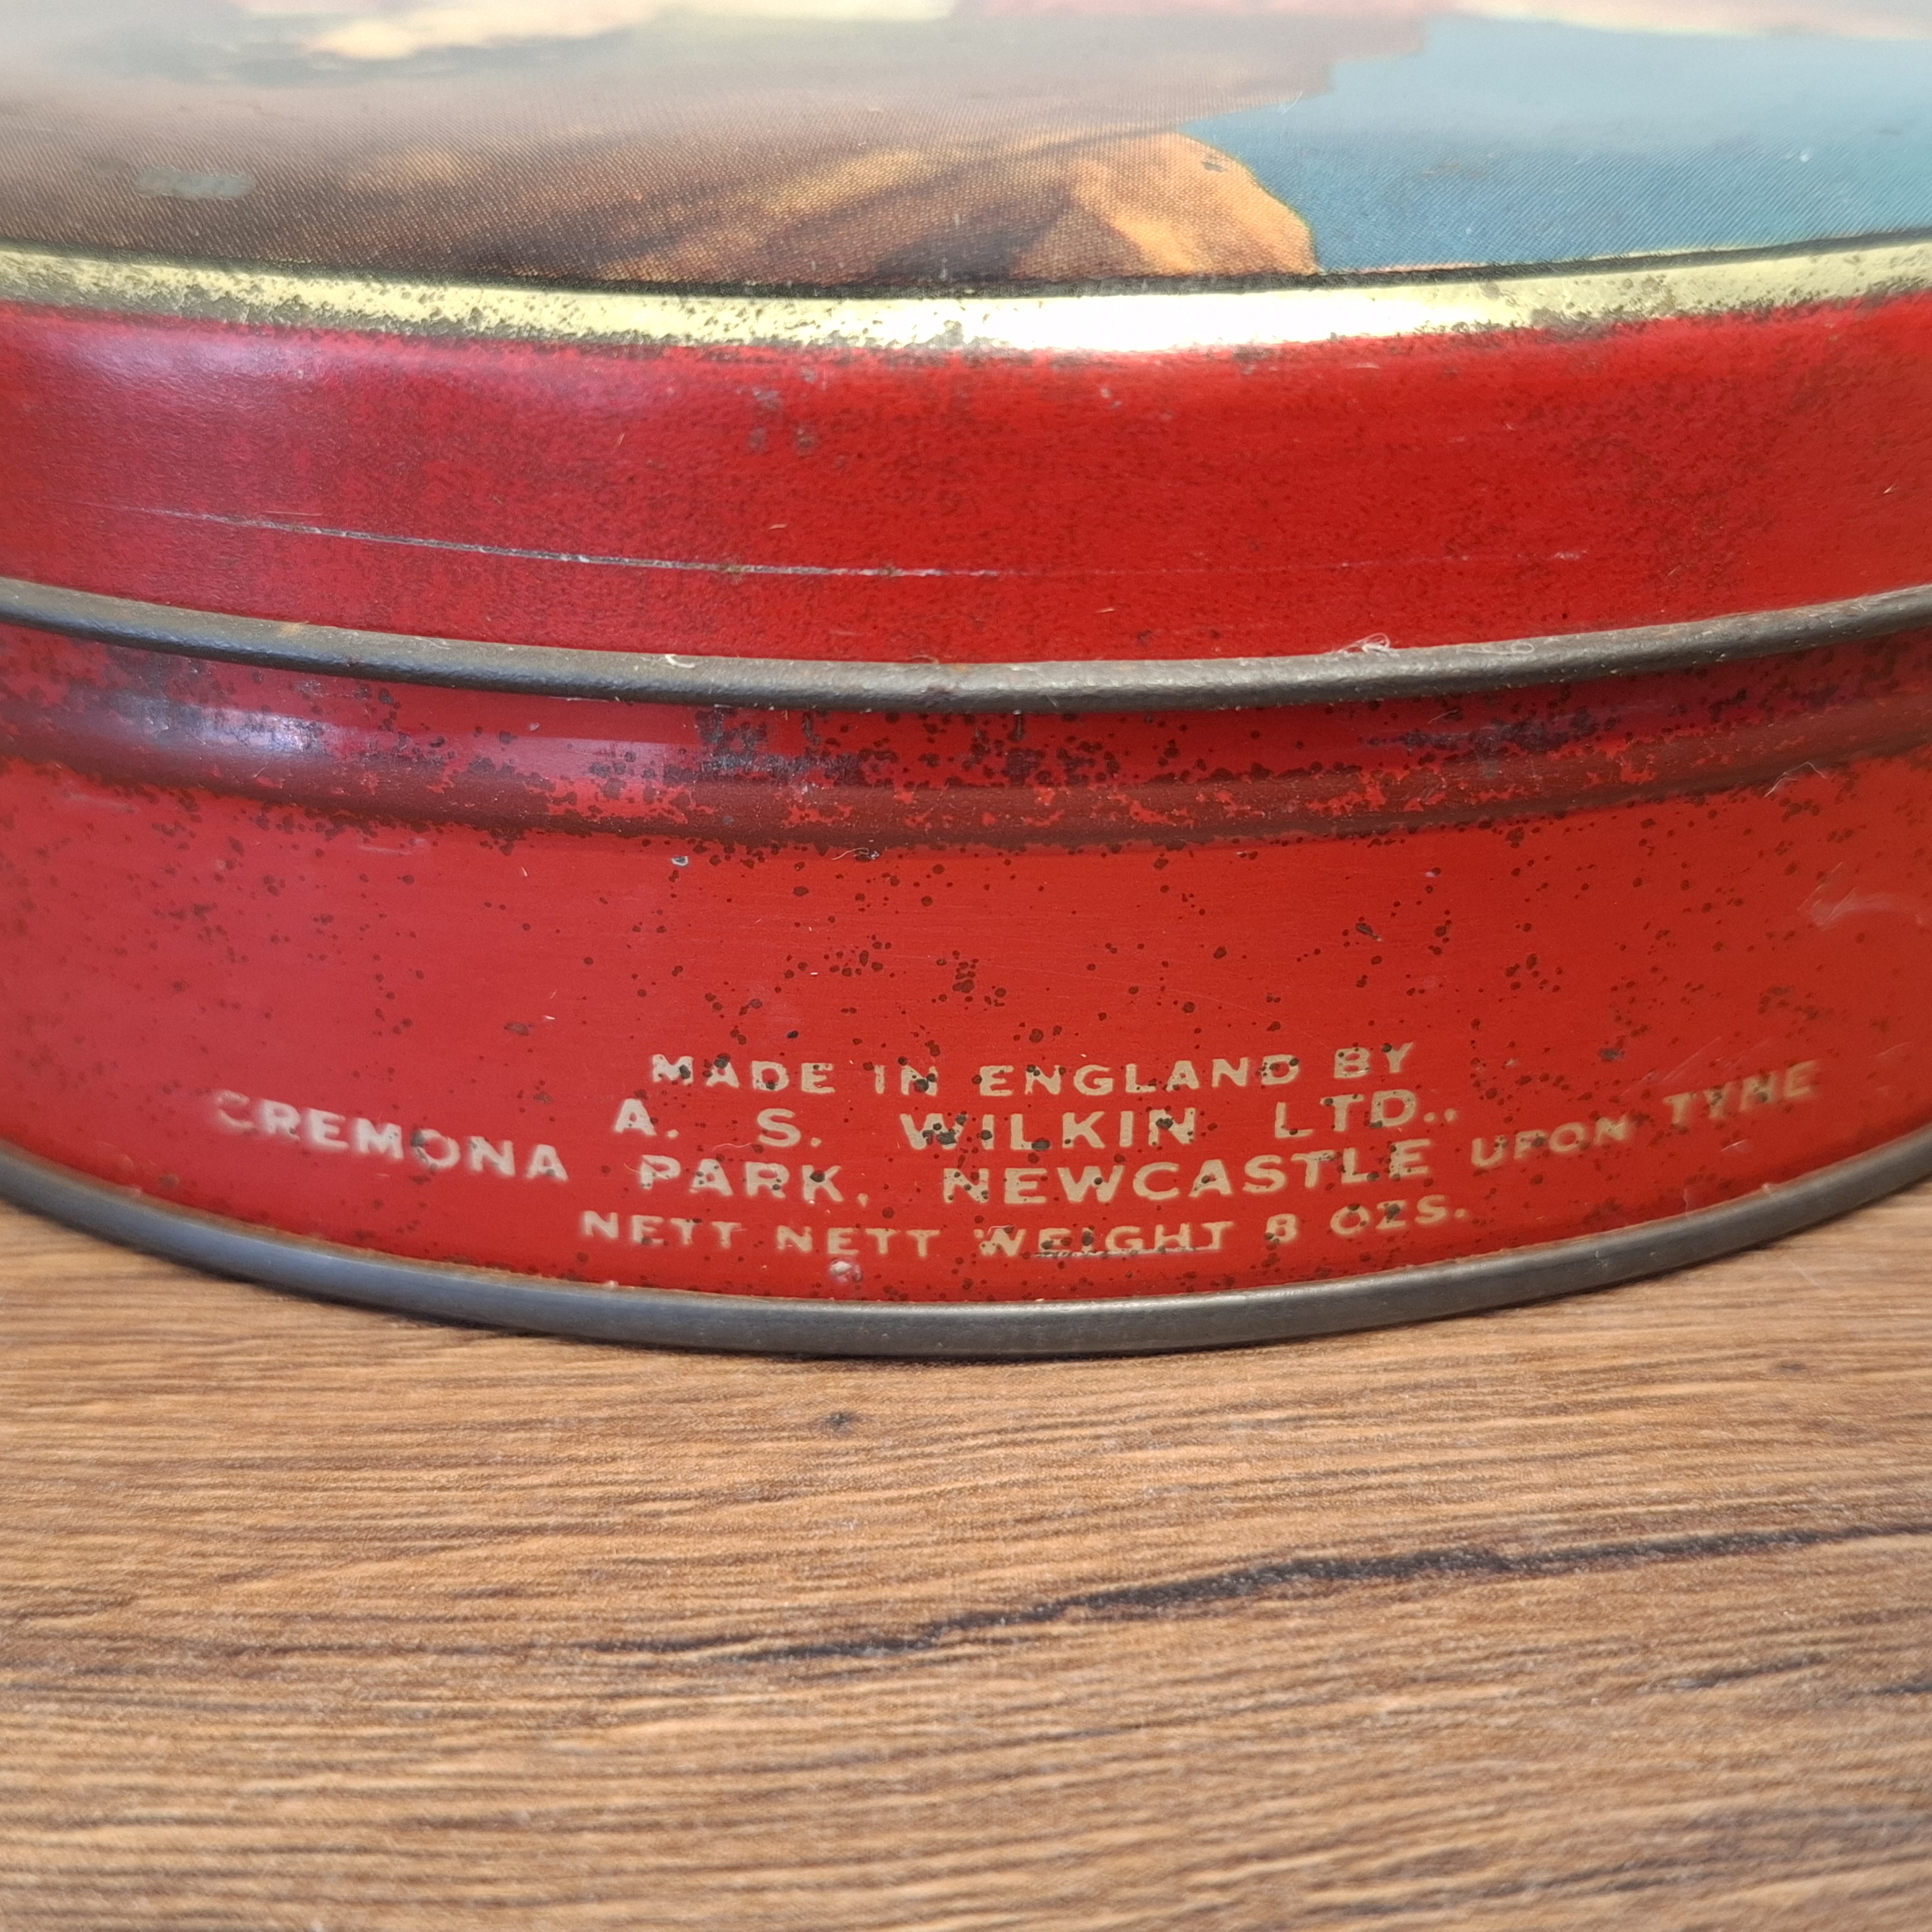 MADE IN ENGLAND BY
A. S. WILKIN LTD.,
CREMONA PARK, NEWCASTLE UPON TYNE
NETT NETT WEIGHT 8 OZS.